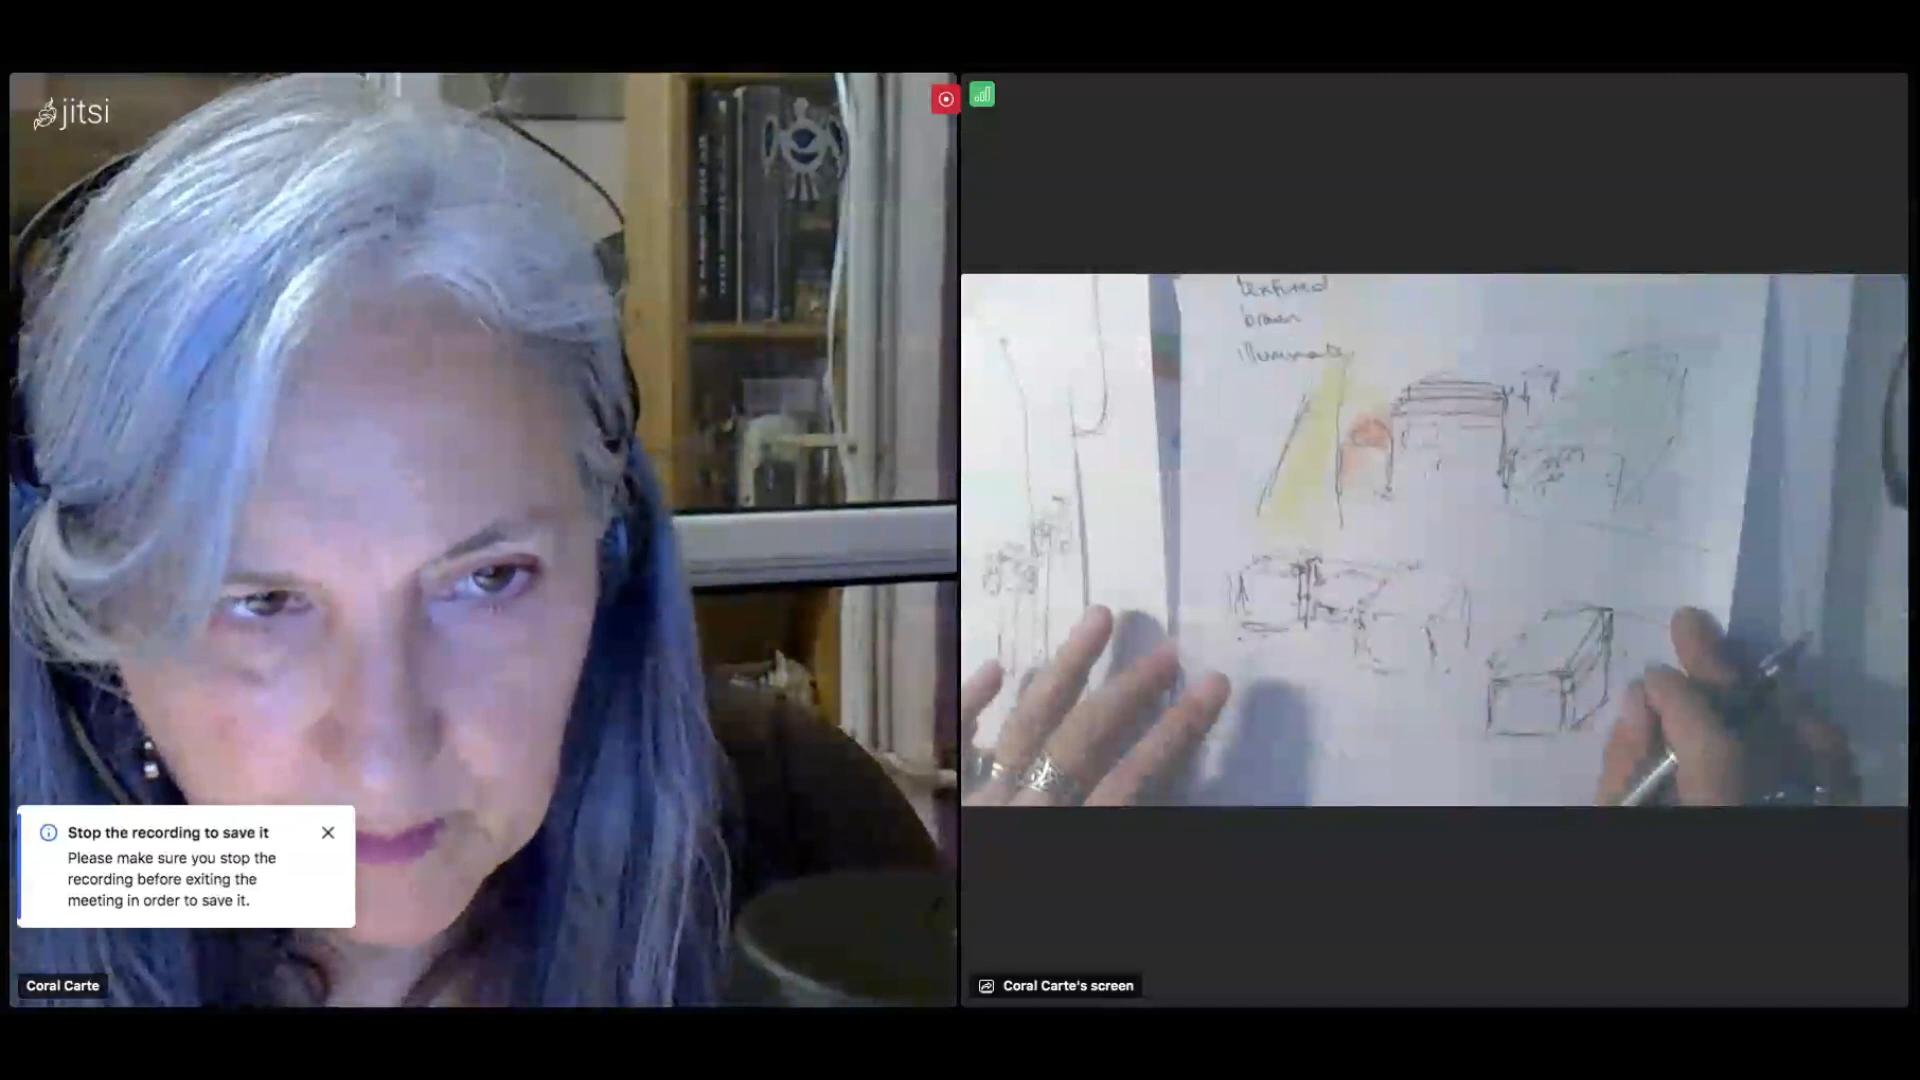 jitsi
Stop the recording to save it
Please make sure you stop the
recording before exiting the
meeting in order to save it.
Coral Carte
textured
brown
illuminate
Coral Carte's screen